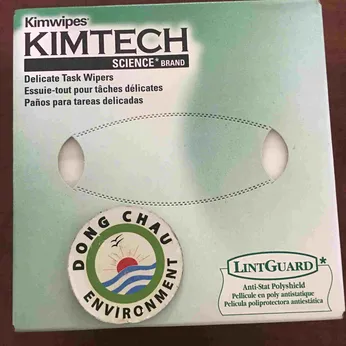 Kimwipes*
KIMTECH
SCIENCE* BRAND
Delicate Task Wipers
Essuie-tout pour tâches délicates
Paños para tareas delicadas
DONG CHAU
ENVIRONMENT
LINTGUARD*
Anti-Stat Polyshield
Pellicule en poly antistatique
Película poliprotectora antiestática